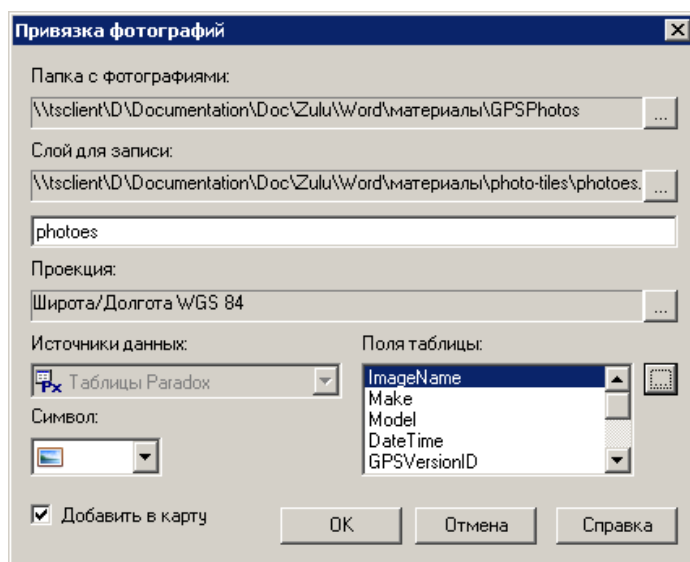 Привязка фотографий
Папка с фотографиями:
\\tsclient\D\Documentation\Doc\Zulu\Word\материалы\GPSPhotos
...
Слой для записи:
\\tsclient\D\Documentation\Doc\Zulu\Word\материалы\photo-tiles\photoes.
...
photoes
Проекция:
Широта/Долгота WGS 84
...
Источники данных:
Поля таблицы:
Px Таблицы Paradox
ImageName
...
Make
Model
DateTime
GPSVersionID
Символ:
Добавить в карту
OK
Отмена
Справка